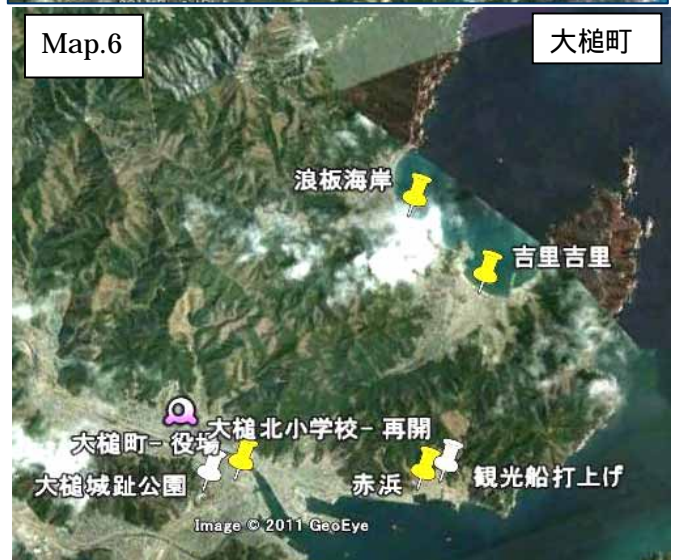 Map.6
大槌町
浪板海岸
吉里吉里
大槌北小学校- 再開
大槌町- 役場
大槌城趾公園
赤浜
観光船打上げ
Image © 2011 GeoEye